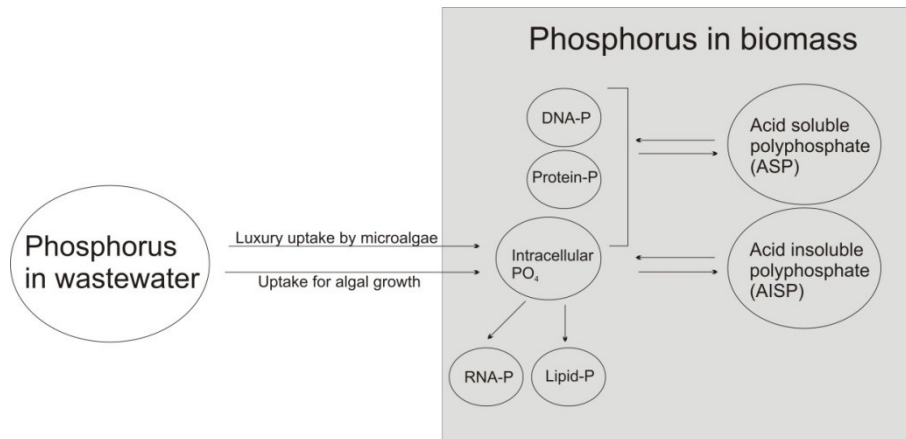 Phosphorus in biomass
DNA-P
Protein-P
Acid soluble
polyphosphate
(ASP)
Phosphorus
in wastewater
Luxury uptake by microalgae
Uptake for algal growth
Intracellular
PO₄
Acid insoluble
polyphosphate
(AISP)
RNA-P
Lipid-P